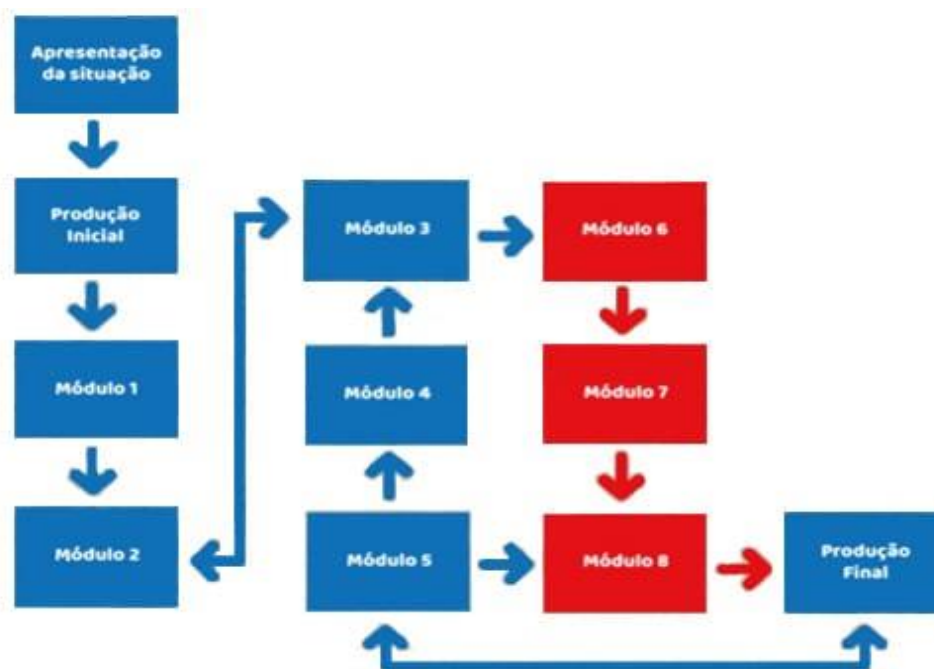 Apresentação
da situação
Produção
Inicial
Módulo 1
Módulo 2
Módulo 3
Módulo 4
Módulo 5
Módulo 6
Módulo 7
Módulo 8
Produção
Final